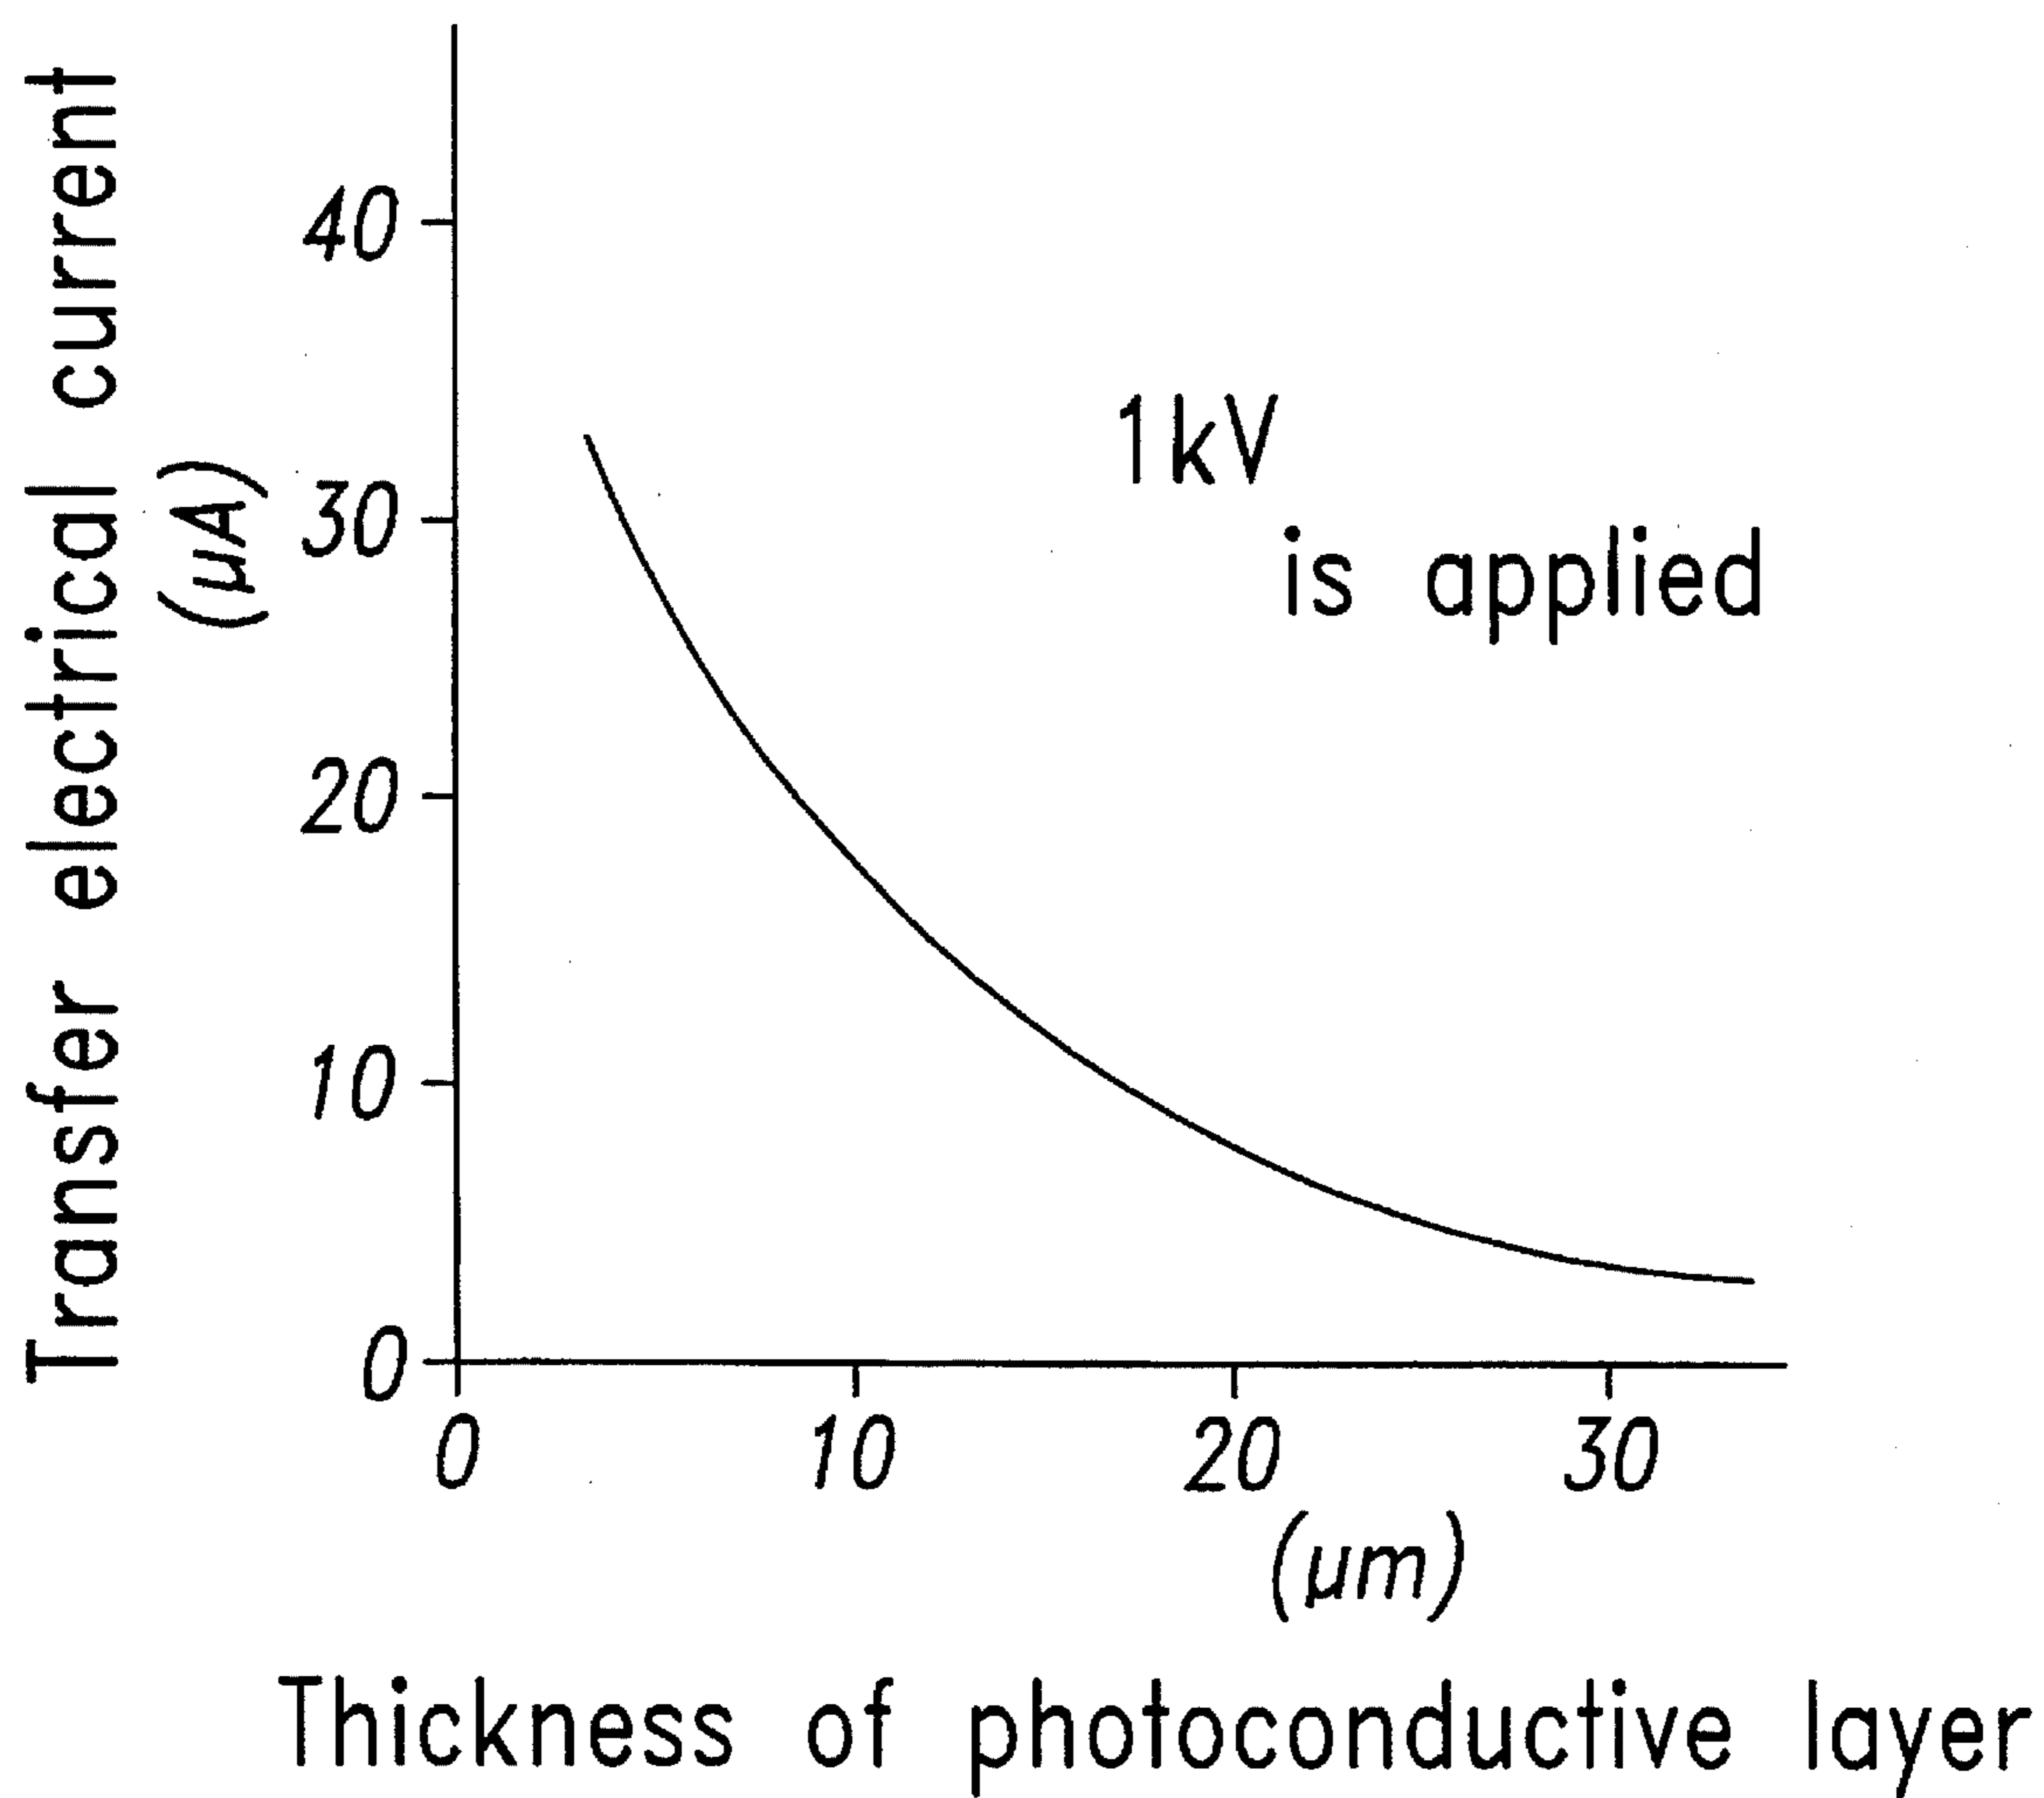 Transfer electrical current
(μA)
40
30
20
10
0
1kV
is applied
0 10 20 30
(μm)
Thickness of photoconductive layer